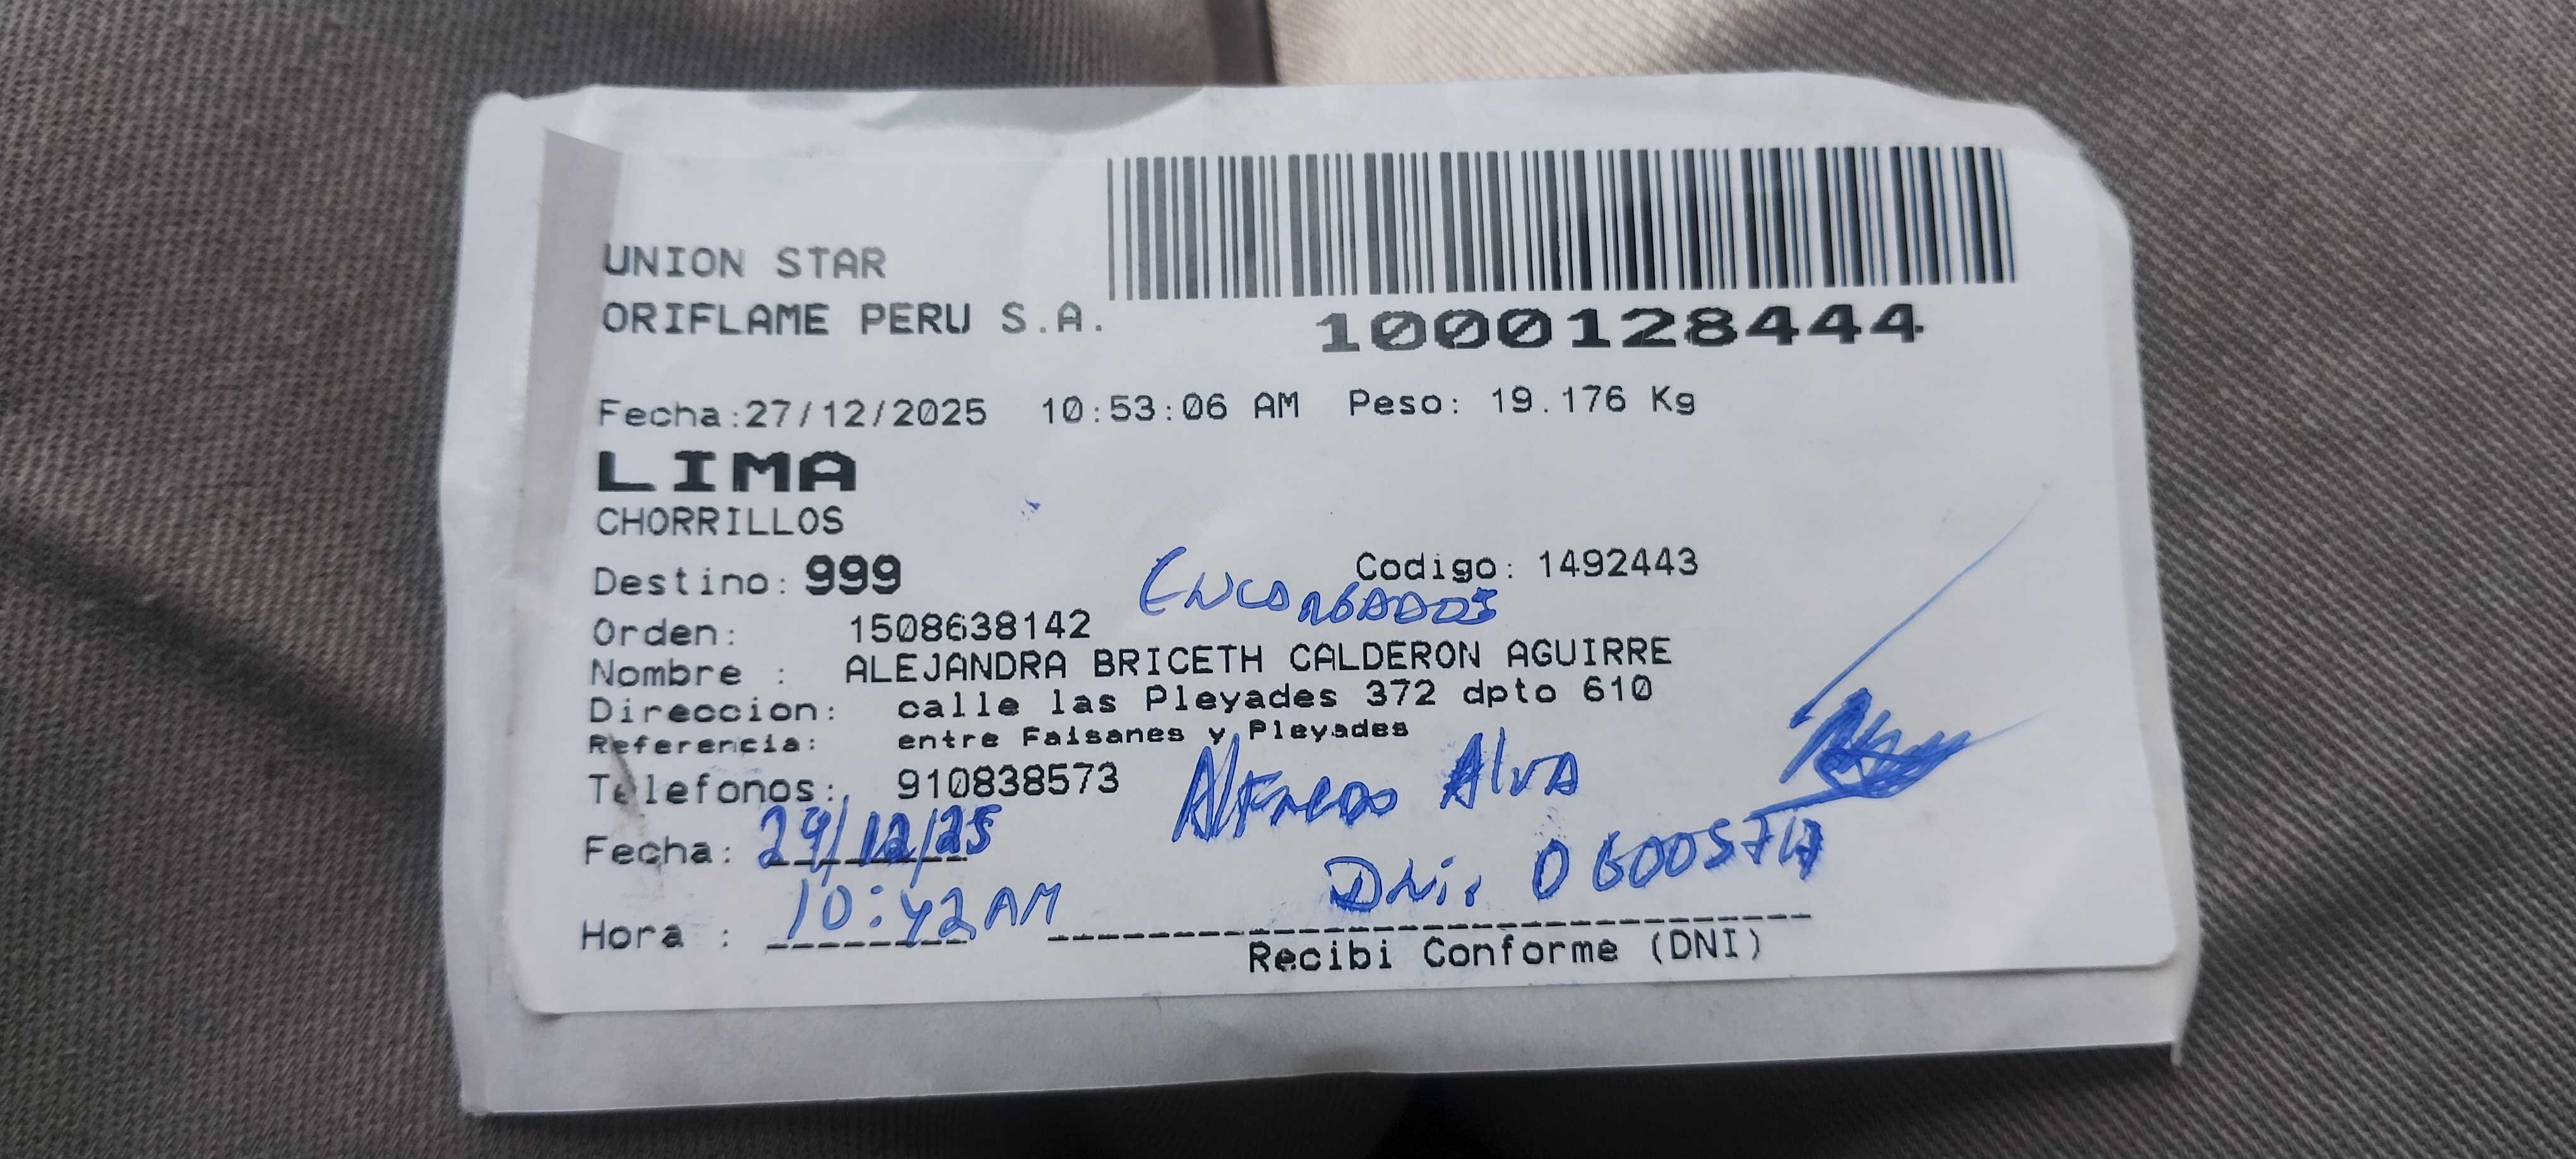 UNION STAR
ORIFLAME PERU S.A.
1000128444
Fecha:27/12/2025 10:53:06 AM Peso: 19.176 Kg
LIMA
CHORRILLOS
Destino: 999 Codigo: 1492443
ENCARGADOS
Orden: 1508638142
Nombre : ALEJANDRA BRICETH CALDERON AGUIRRE
Direccion: calle las Pleyades 372 dpto 610
Referencia: entre Faisanes y Pleyades
Telefonos: 910838573
Alfredo Alva
Fecha: 29/12/25
DNi.
Hora : 10:42 AM
Recibi Conforme (DNI)